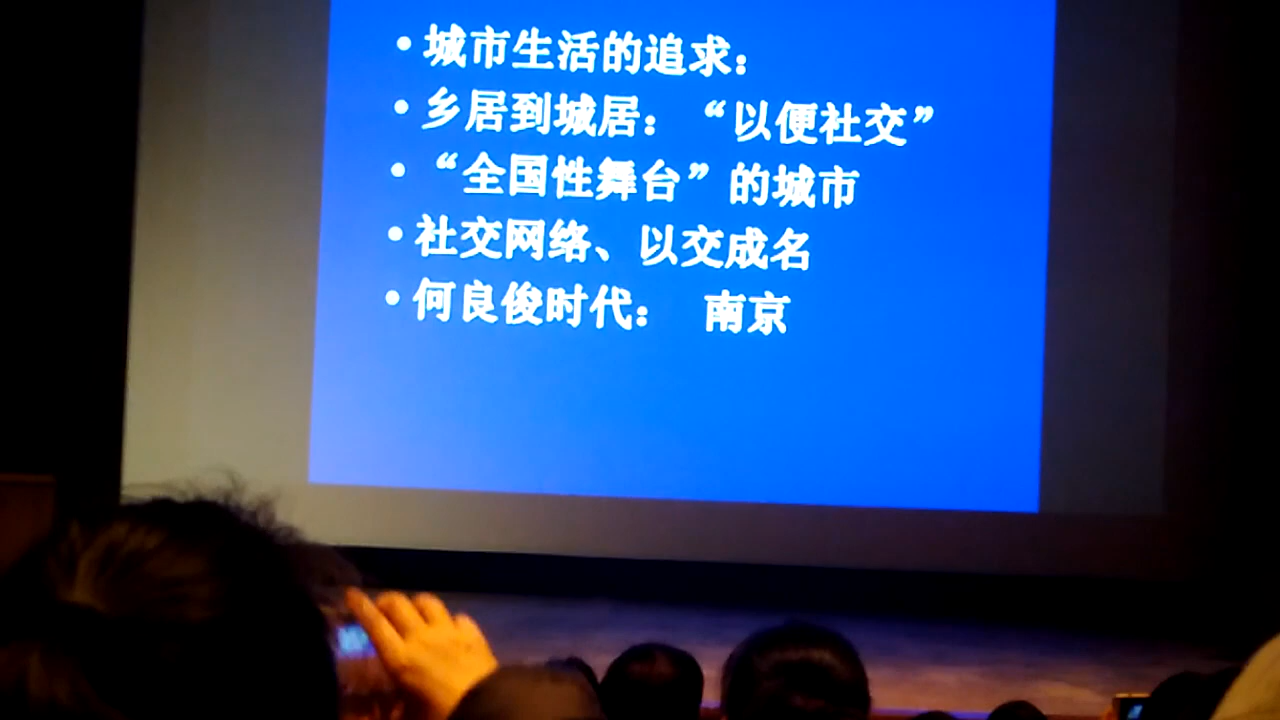 • 城市生活的追求：
• 乡居到城居： “以便社交”
• “全国性舞台”的城市
• 社交网络、以交成名
• 何良俊时代： 南京